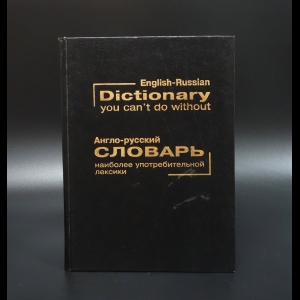 English-Russian
Dictionary
you can't do without
Англо-русский
СЛОВАРЬ
наиболее употребительной
лексики